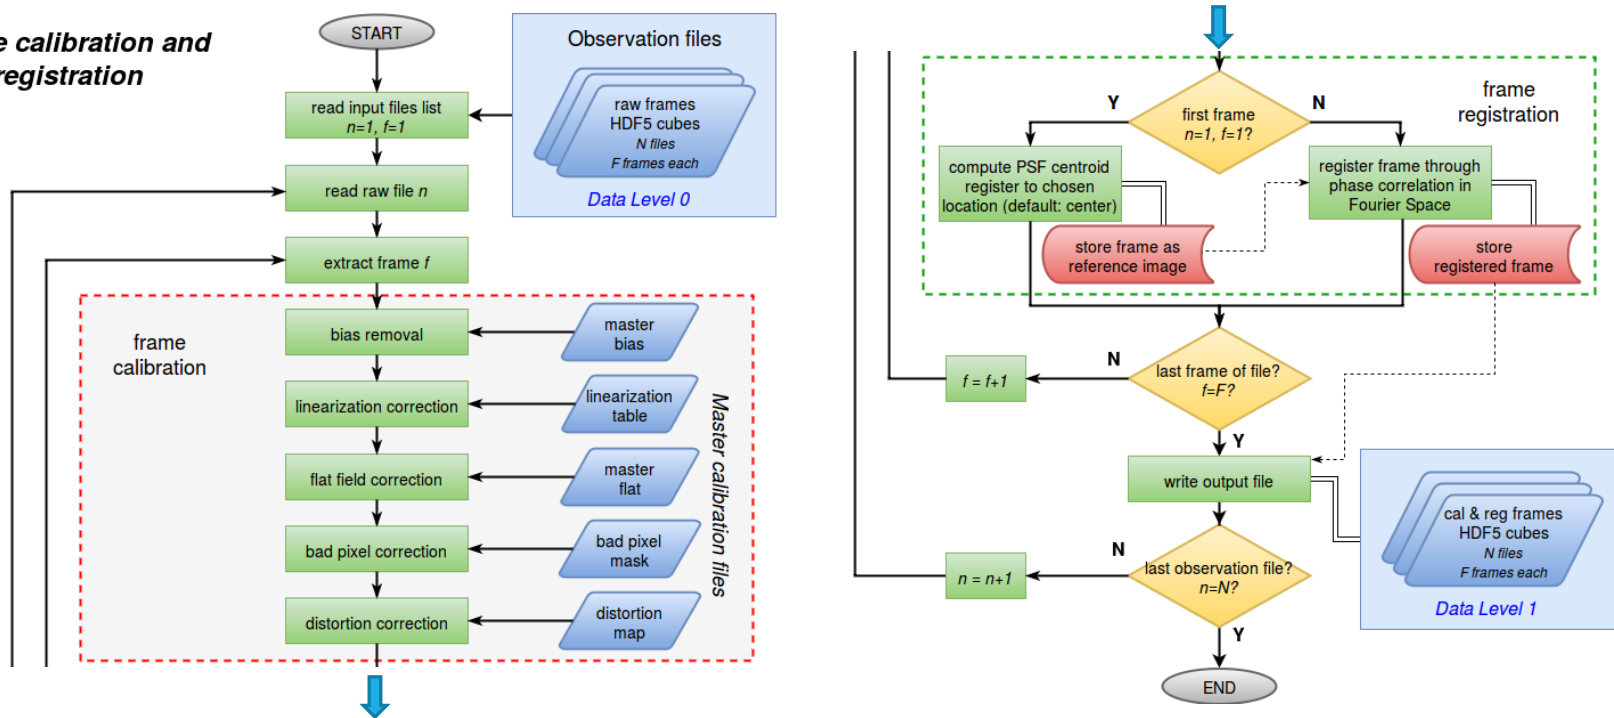 e calibration and
registration
START
Observation files
raw frames
HDF5 cubes
N files
F frames each
Data Level 0
read input files list
n=1, f=1
read raw file n
extract frame f
frame
calibration
bias removal
master
bias
linearization correction
linearization
table
flat field correction
master
flat
bad pixel correction
bad pixel
mask
distortion correction
distortion
map
Master calibration files
frame
registration
first frame
n=1, f=1?
Y
N
compute PSF centroid
register to chosen
location (default: center)
register frame through
phase correlation in
Fourier Space
store frame as
reference image
store
registered frame
last frame of file?
f=F?
N
f = f+1
Y
write output file
cal & reg frames
HDF5 cubes
N files
F frames each
Data Level 1
last observation file?
n=N?
N
n = n+1
Y
END